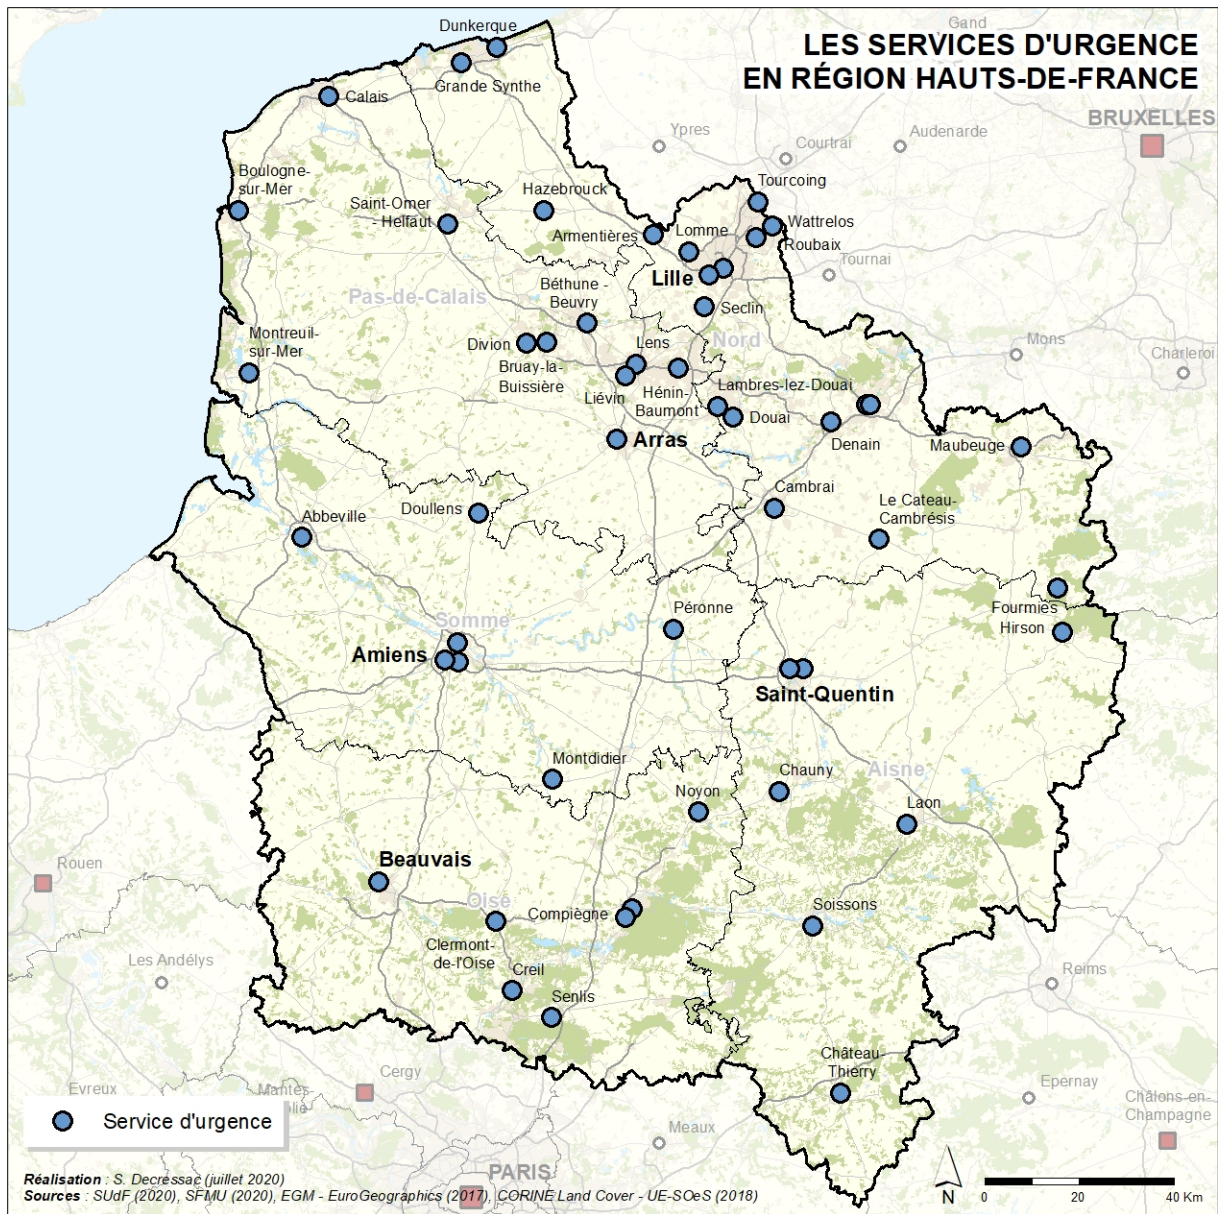 LES SERVICES D'URGENCE
EN RÉGION HAUTS-DE-FRANCE
Gand
Dunkerque
Grande Synthe
Calais
BRUXELLES
Ypres
Courtrai
Audenarde
Boulogne-
sur-Mer
Saint-Omer
- Helfaut
Hazebrouck
Tourcoing
Armentières
Lomme
Wattrelos
Roubaix
Tournai
Lille
Pas-de-Calais
Béthune -
Beuvry
Seclin
Nord
Montreuil-
sur-Mer
Divion
Bruay-la-
Buissière
Lens
Liévin
Hénin-
Baumont
Mons
Charleroi
Lambres-lez-Douai
Douai
Denain
Maubeuge
Arras
Cambrai
Le Cateau-
Cambrésis
Abbeville
Doullens
Somme
Péronne
Fourmies
Hirson
Amiens
Saint-Quentin
Montdidier
Noyon
Chauny
Aisne
Laon
Rouen
Beauvais
Oise
Compiègne
Soissons
Clermont-
de-l'Oise
Creil
Senlis
Les Andélys
Reims
Château-
Thierry
Cergy
Evreux
Mantes-
Epernay
Châlons-en-
Champagne
Meaux
PARIS
Service d'urgence
Réalisation : S. Decressac (juillet 2020)
Sources : SUdF (2020), SFMU (2020), EGM - EuroGeographics (2017), CORINE Land Cover - UE-SOeS (2018)
N
0 20 40 Km